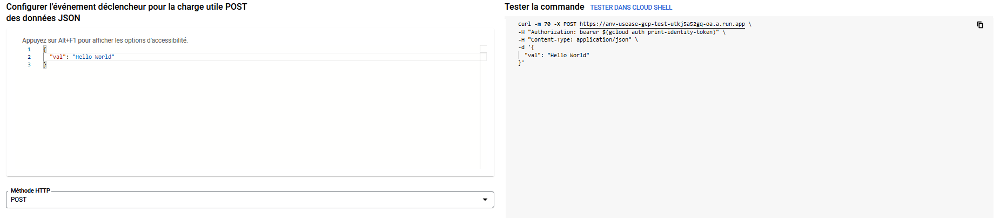 Configurer l'événement déclencheur pour la charge utile POST
des données JSON
Appuyez sur Alt+F1 pour afficher les options d'accessibilité.
1 {
2 "val": "Hello World"
3 }
Méthode HTTP
POST
Tester la commande TESTER DANS CLOUD SHELL
curl -m 70 -X POST https://anv-usease-gcp-test-utkj5a52gq-oa.a.run.app \
-H "Authorization: bearer $(gcloud auth print-identity-token)" \
-H "Content-Type: application/json" \
-d '{
"val": "Hello World"
}'